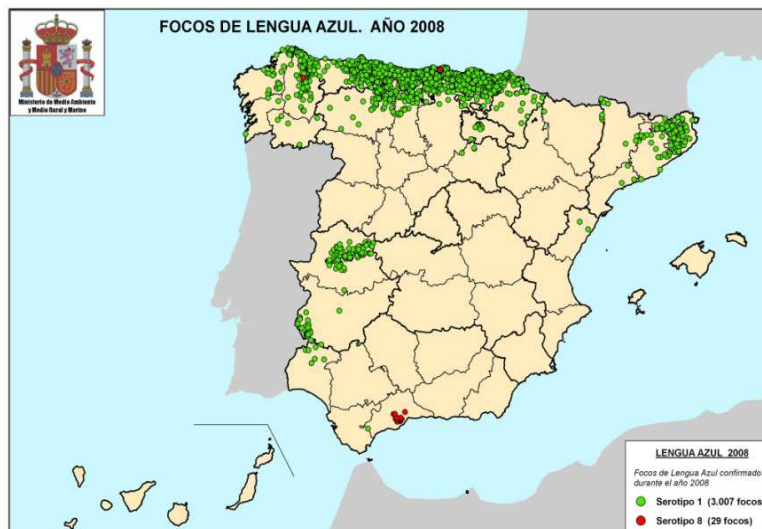 FOCOS DE LENGUA AZUL. AÑO 2008
Ministerio de Medio Ambiente
y Medio Rural y Marino
LENGUA AZUL 2008
Focos de Lengua Azul confirmado
durante el año 2008
Serotipo 1 (3.007 focos)
Serotipo 8 (29 focos)